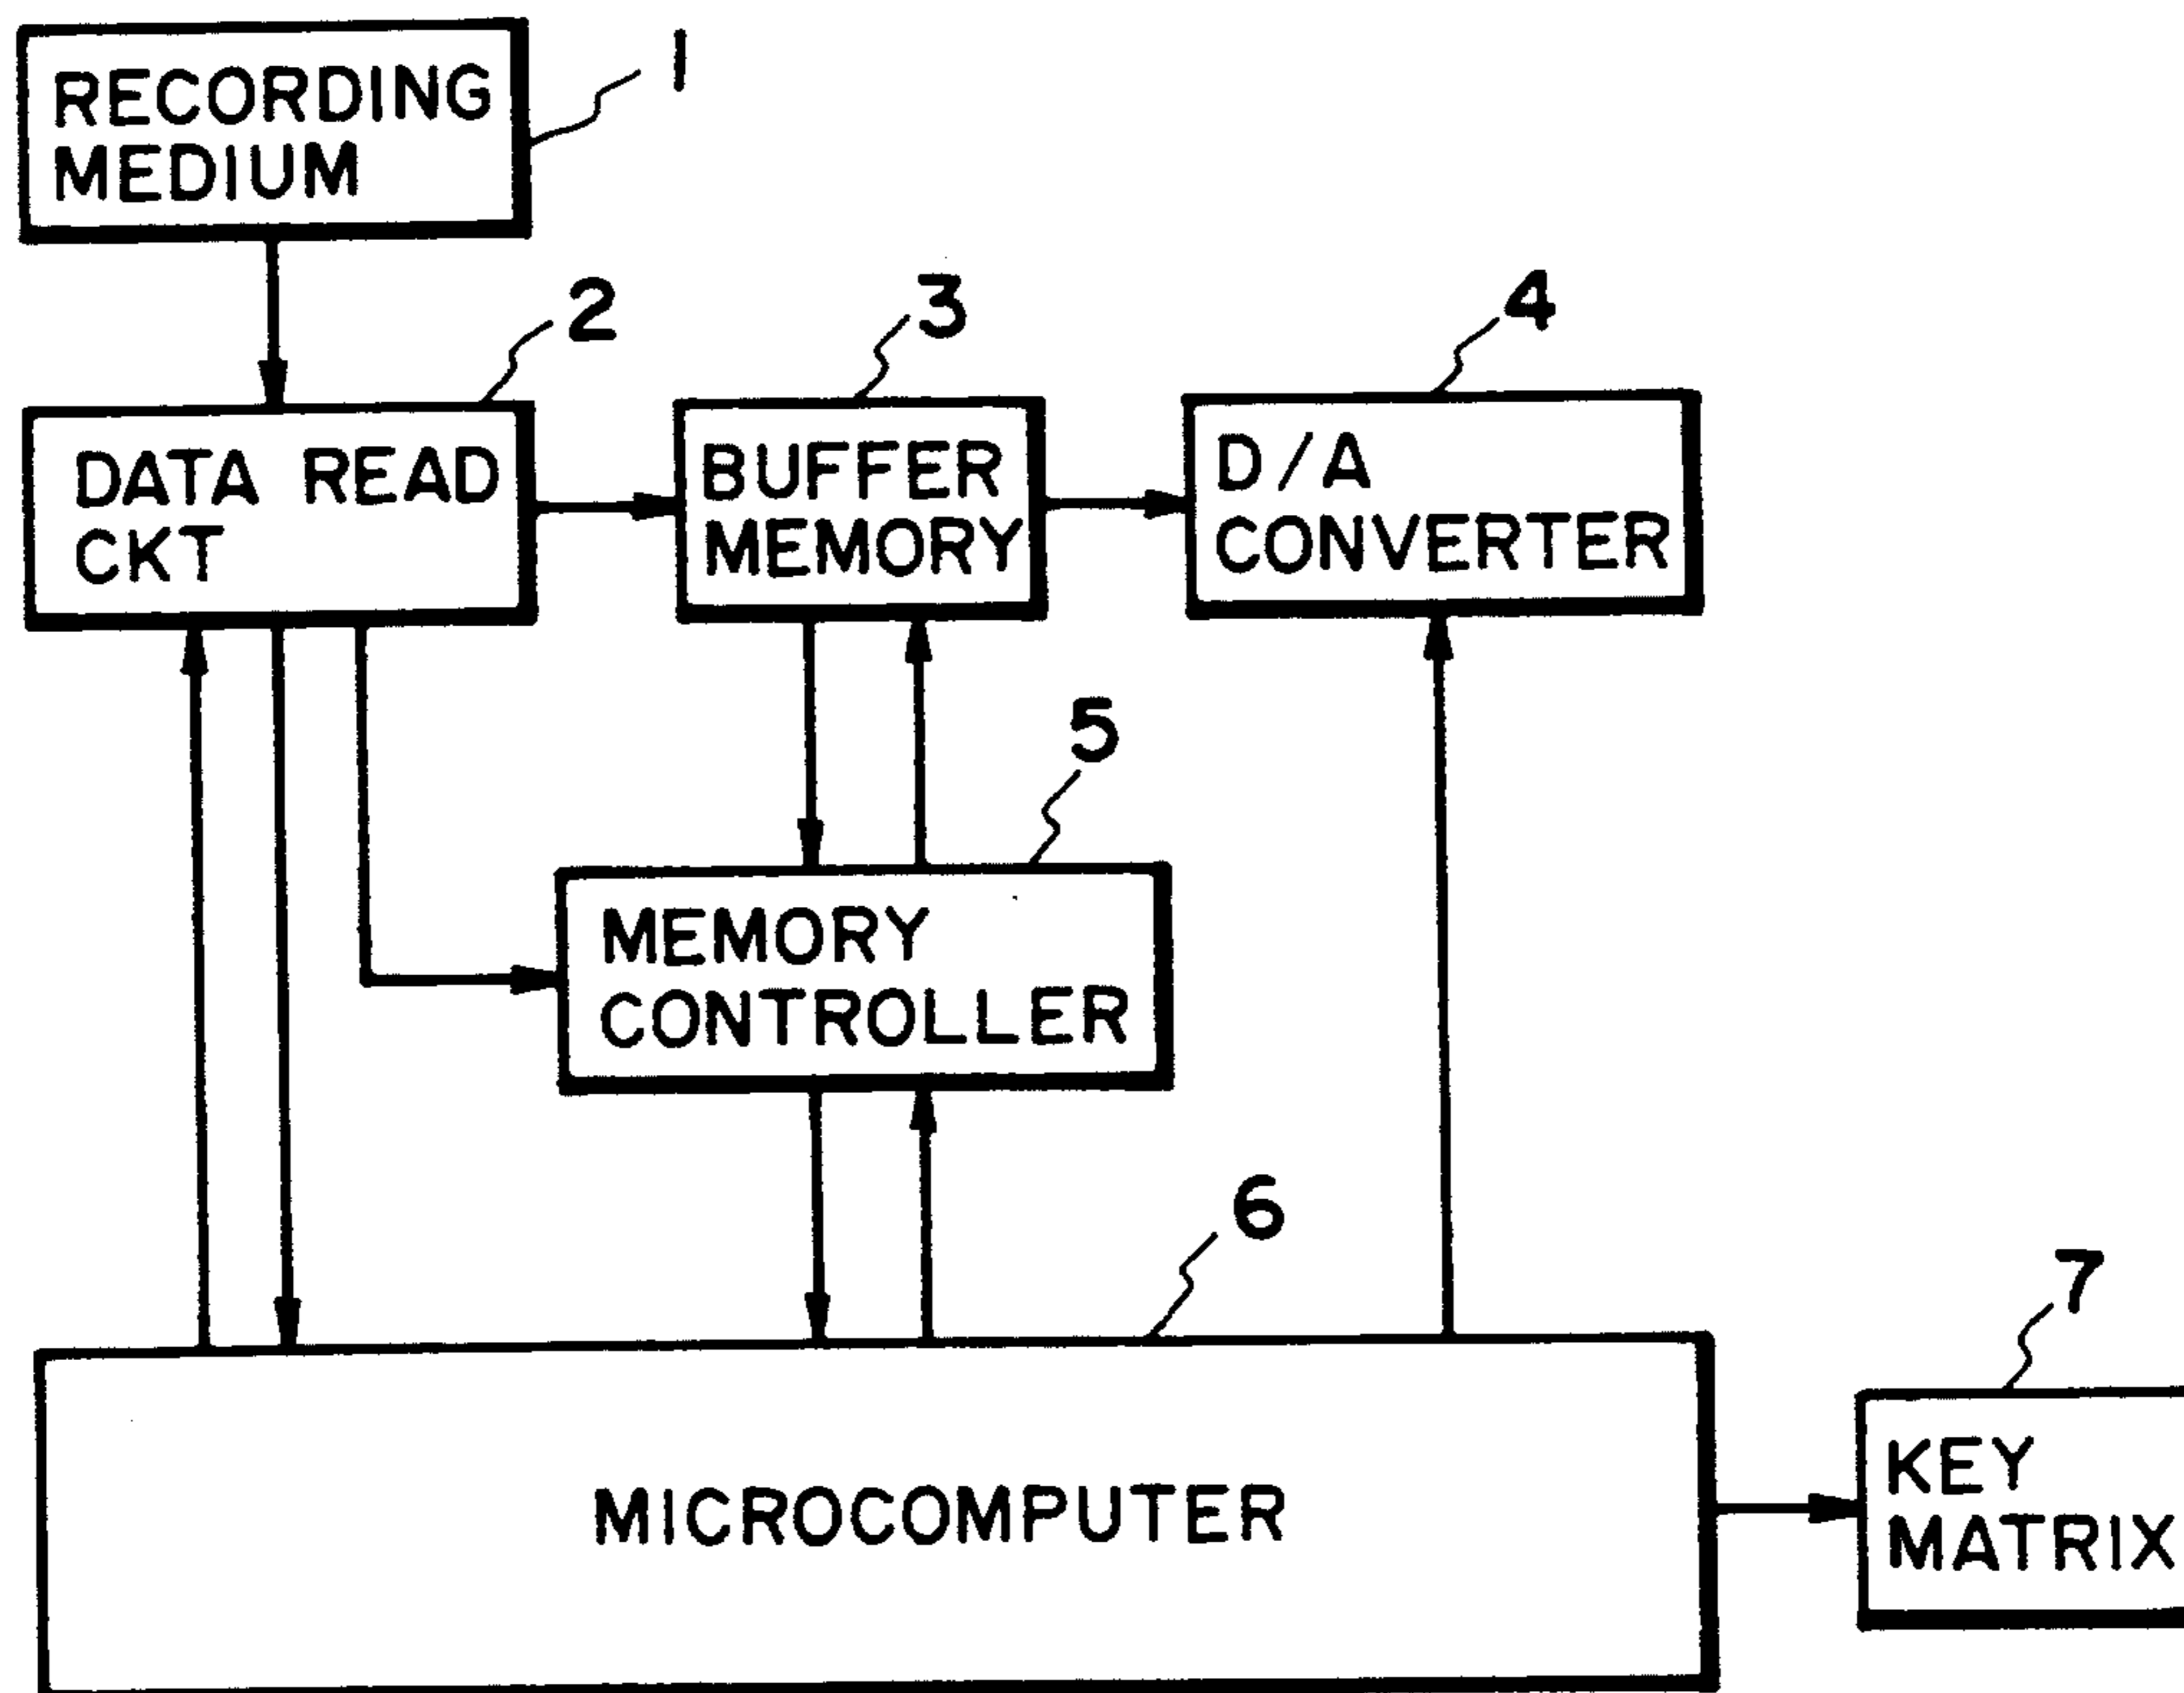 RECORDING
MEDIUM
1
2
3
4
DATA READ
CKT
BUFFER
MEMORY
D/A
CONVERTER
5
MEMORY
CONTROLLER
6
7
MICROCOMPUTER
KEY
MATRIX